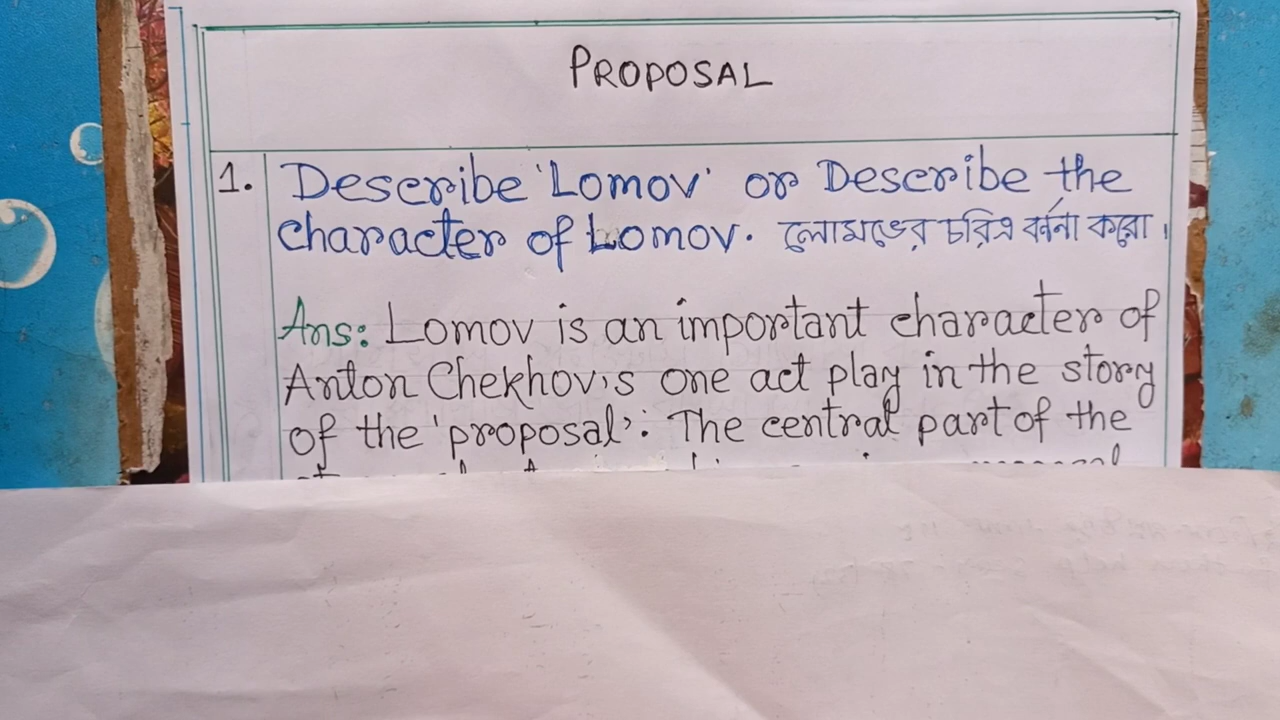 PROPOSAL
1. Describe 'Lomov' or Describe the
character of Lomov. লোমভের চরিত্র বর্ননা করো।
Ans: Lomov is an important character of
Anton Chekhov's one act play in the story
of the 'proposal'. The central part of the